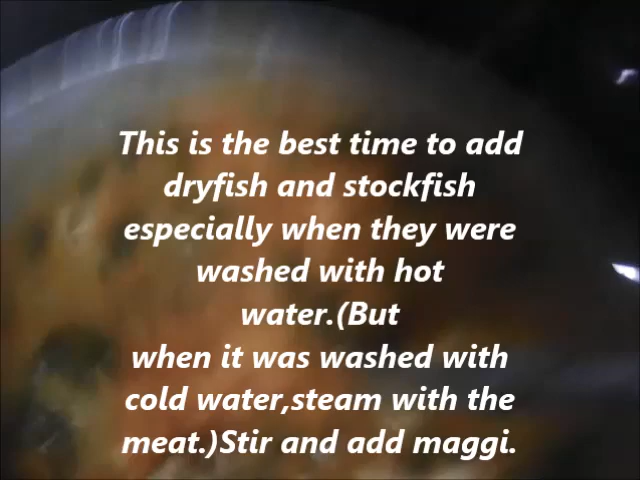 This is the best time to add
dryfish and stockfish
especially when they were
washed with hot
water.(But
when it was washed with
cold water,steam with the
meat.)Stir and add maggi.